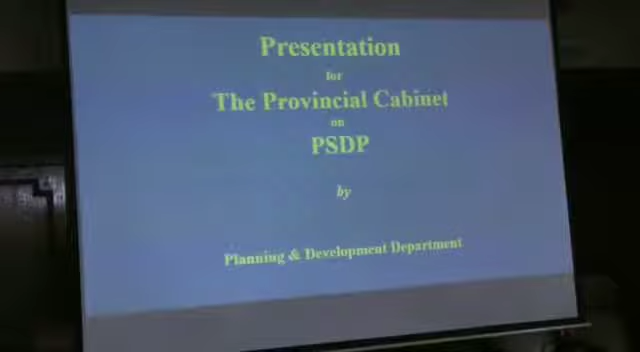 Presentation
for
The Provincial Cabinet
on
PSDP
by
Planning & Development Department